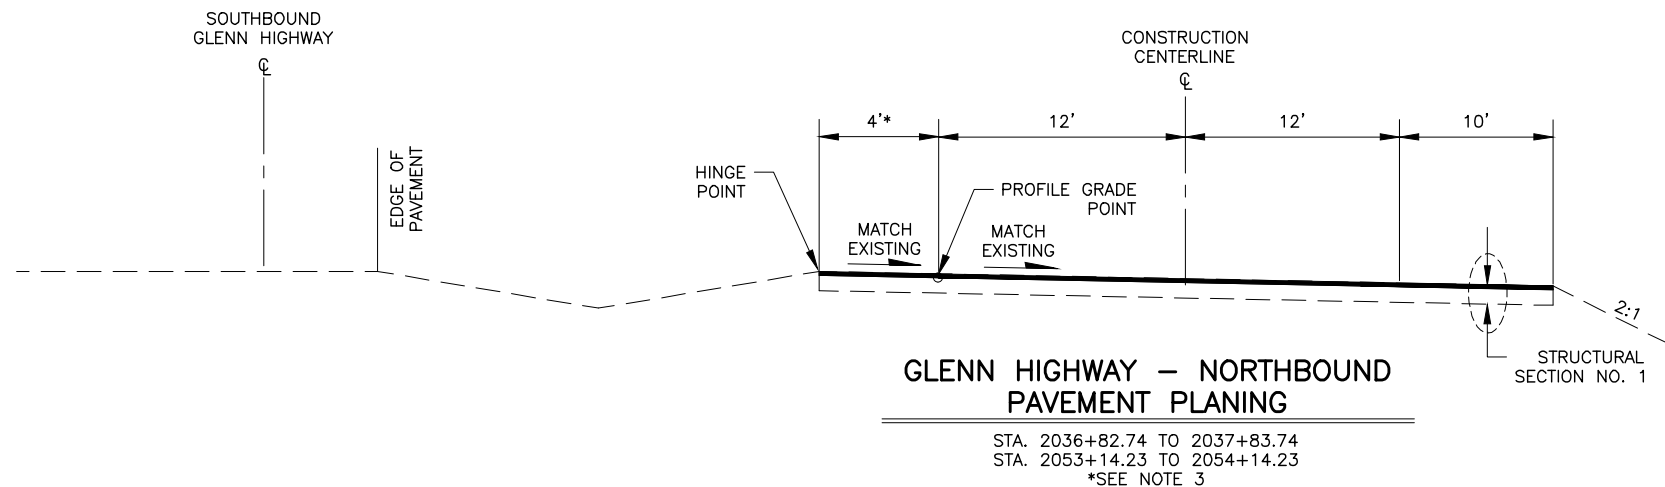 SOUTHBOUND
GLENN HIGHWAY
℄
EDGE OF
PAVEMENT
CONSTRUCTION
CENTERLINE
℄
4'*
12'
12'
10'
HINGE
POINT
PROFILE GRADE
POINT
MATCH
EXISTING
MATCH
EXISTING
2:1
STRUCTURAL
SECTION NO. 1
GLENN HIGHWAY – NORTHBOUND
PAVEMENT PLANING
STA. 2036+82.74 TO 2037+83.74
STA. 2053+14.23 TO 2054+14.23
*SEE NOTE 3